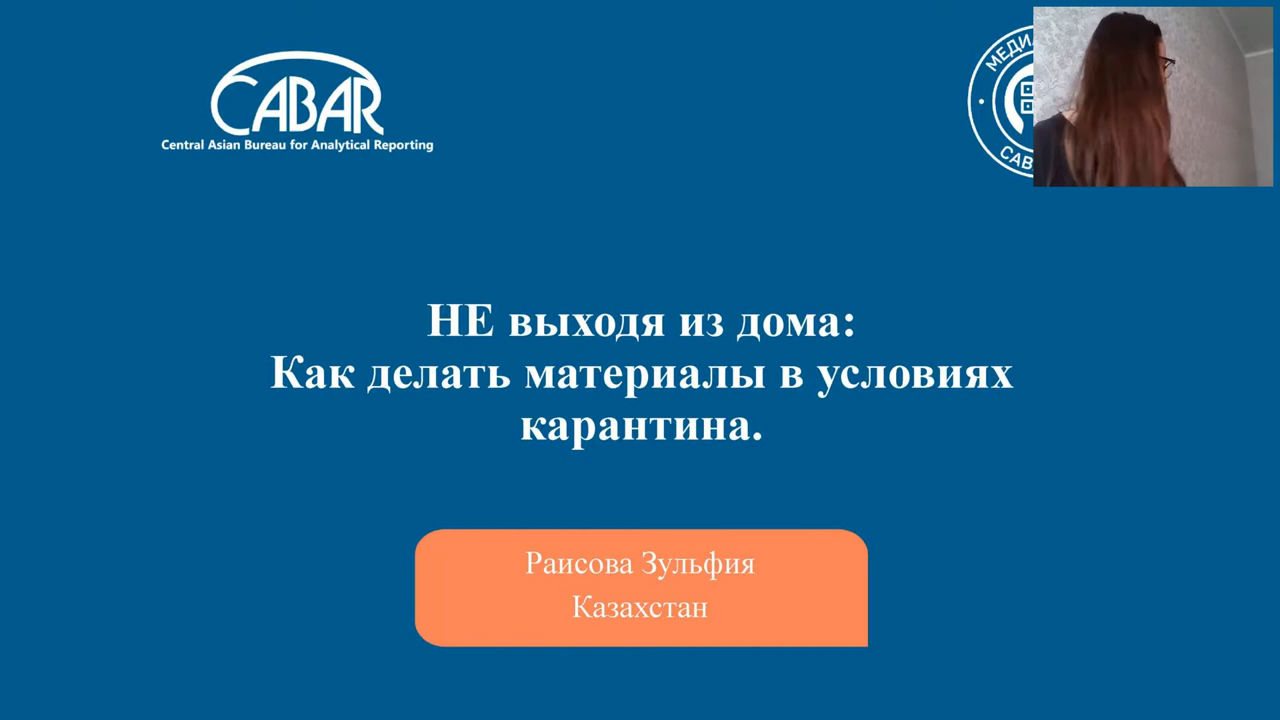 CABAR
Central Asian Bureau for Analytical Reporting
НЕ выходя из дома:
Как делать материалы в условиях
карантина.
Раисова Зульфия
Казахстан